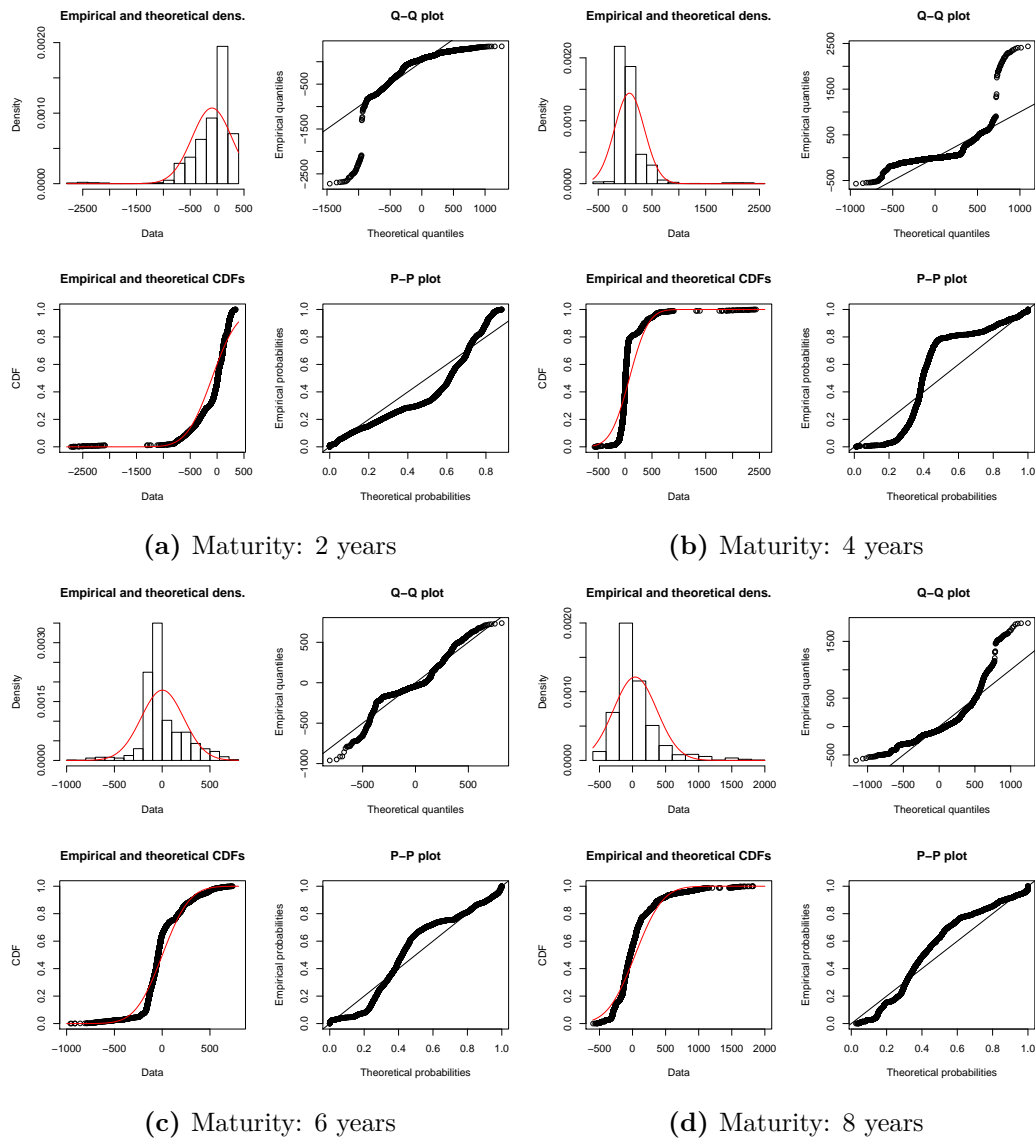 Empirical and theoretical dens.
Density
0.0000 0.0010 0.0020
−2500 −1500 −500 0 500
Data
Q−Q plot
Empirical quantiles
−2500 −1500 −500
−1500 −500 0 500 1000
Theoretical quantiles
Empirical and theoretical CDFs
CDF
0.0 0.2 0.4 0.6 0.8 1.0
−2500 −1500 −500 0 500
Data
P−P plot
Empirical probabilities
0.0 0.2 0.4 0.6 0.8 1.0
0.0 0.2 0.4 0.6 0.8
Theoretical probabilities
(a) Maturity: 2 years
Empirical and theoretical dens.
Density
0.0000 0.0010 0.0020
−500 0 500 1500 2500
Data
Q−Q plot
Empirical quantiles
−500 500 1500 2500
−1000 −500 0 500 1000
Theoretical quantiles
Empirical and theoretical CDFs
CDF
0.0 0.2 0.4 0.6 0.8 1.0
−500 0 500 1500 2500
Data
P−P plot
Empirical probabilities
0.0 0.2 0.4 0.6 0.8 1.0
0.0 0.2 0.4 0.6 0.8 1.0
Theoretical probabilities
(b) Maturity: 4 years
Empirical and theoretical dens.
Density
0.0000 0.0015 0.0030
−1000 −500 0 500
Data
Q−Q plot
Empirical quantiles
−1000 −500 0 500
−500 0 500
Theoretical quantiles
Empirical and theoretical CDFs
CDF
0.0 0.2 0.4 0.6 0.8 1.0
−1000 −500 0 500
Data
P−P plot
Empirical probabilities
0.0 0.2 0.4 0.6 0.8 1.0
0.0 0.2 0.4 0.6 0.8 1.0
Theoretical probabilities
(c) Maturity: 6 years
Empirical and theoretical dens.
Density
0.0000 0.0010 0.0020
−500 0 500 1000 2000
Data
Q−Q plot
Empirical quantiles
−500 0 500 1500
−1000 −500 0 500 1000
Theoretical quantiles
Empirical and theoretical CDFs
CDF
0.0 0.2 0.4 0.6 0.8 1.0
−500 0 500 1000 2000
Data
P−P plot
Empirical probabilities
0.0 0.2 0.4 0.6 0.8 1.0
0.0 0.2 0.4 0.6 0.8 1.0
Theoretical probabilities
(d) Maturity: 8 years